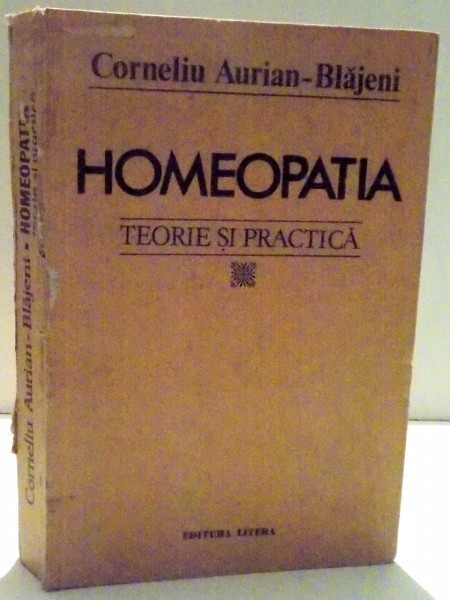 Corneliu Aurian-Blăjeni
HOMEOPATIA
TEORIE ȘI PRACTICĂ
EDITURA LITERA
Corneliu Aurian-Blăjeni • HOMEOPATIA